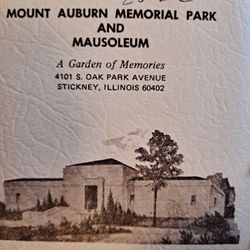 MOUNT AUBURN MEMORIAL PARK
AND
MAUSOLEUM
A Garden of Memories
4101 S. OAK PARK AVENUE
STICKNEY, ILLINOIS 60402